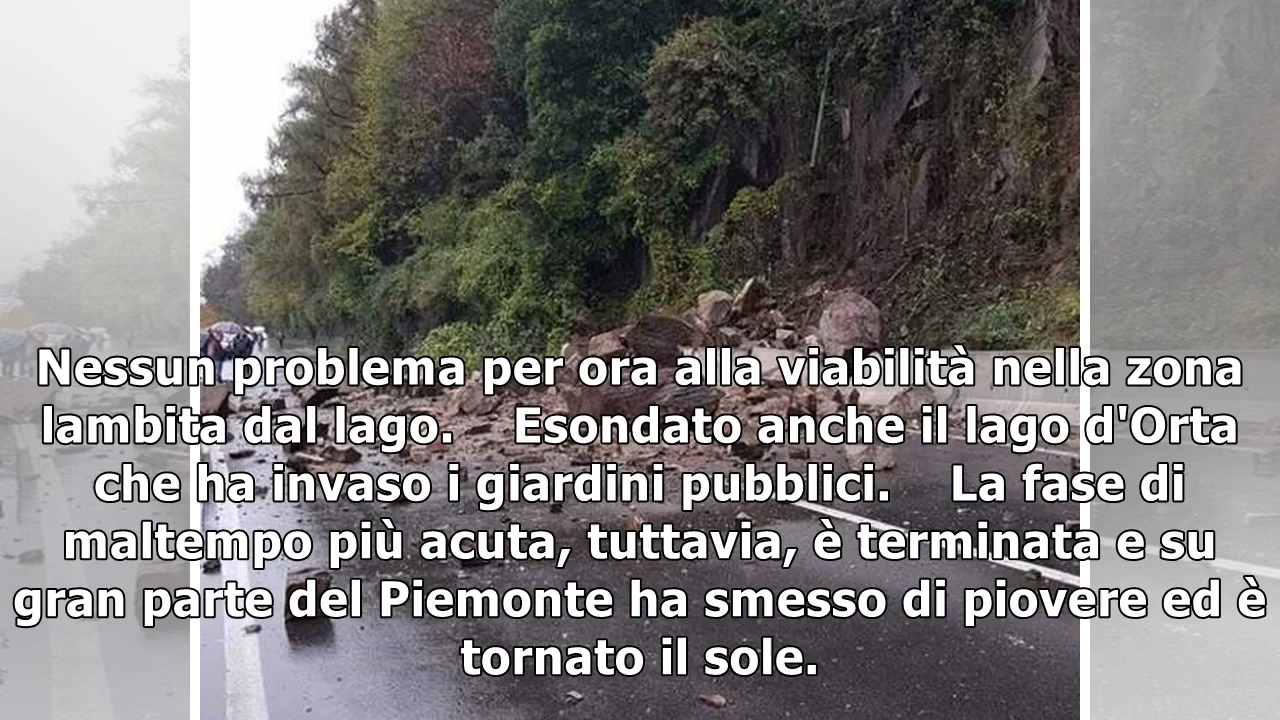 Nessun problema per ora alla viabilità nella zona
lambita dal lago.    Esondato anche il lago d'Orta
che ha invaso i giardini pubblici.    La fase di
maltempo più acuta, tuttavia, è terminata e su
gran parte del Piemonte ha smesso di piovere ed è
tornato il sole.